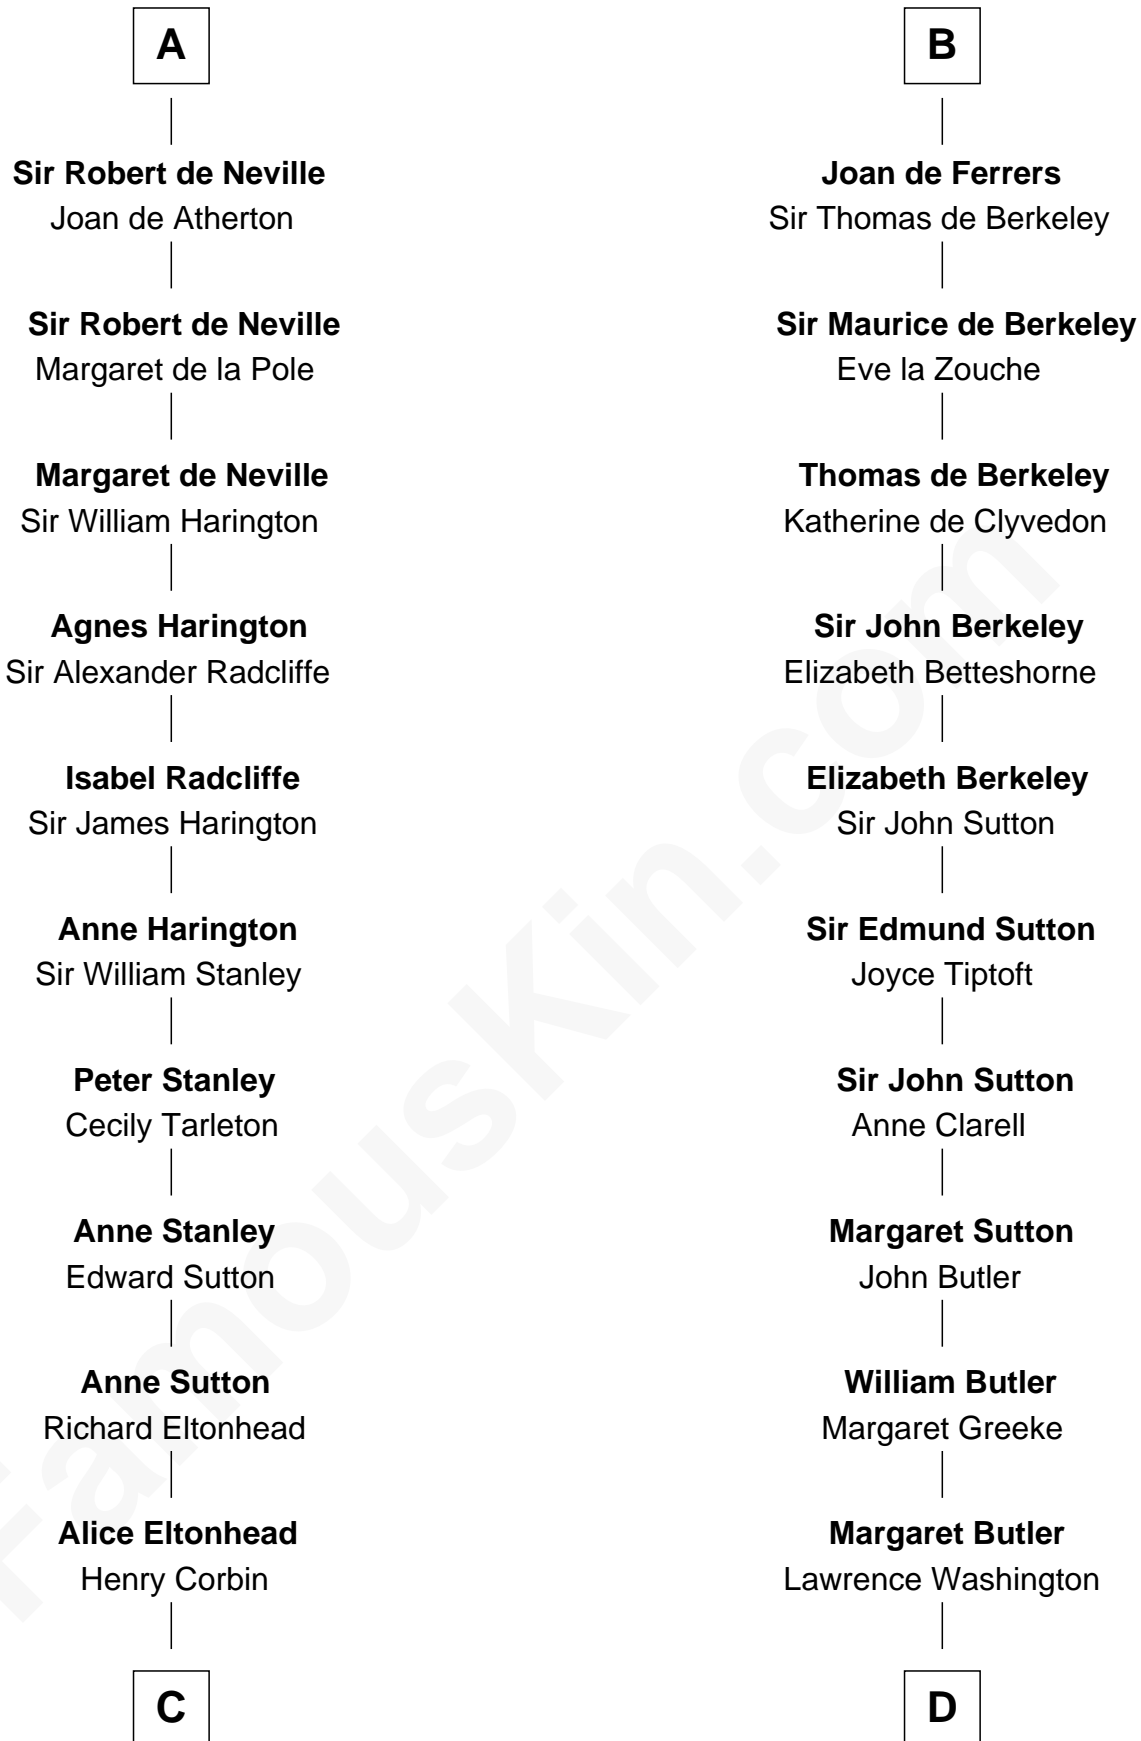 A
Sir Robert de Neville
Joan de Atherton
Sir Robert de Neville
Margaret de la Pole
Margaret de Neville
Sir William Harington
Agnes Harington
Sir Alexander Radcliffe
Isabel Radcliffe
Sir James Harington
Anne Harington
Sir William Stanley
Peter Stanley
Cecily Tarleton
Anne Stanley
Edward Sutton
Anne Sutton
Richard Eltonhead
Alice Eltonhead
Henry Corbin
C
B
Joan de Ferrers
Sir Thomas de Berkeley
Sir Maurice de Berkeley
Eve la Zouche
Thomas de Berkeley
Katherine de Clyvedon
Sir John Berkeley
Elizabeth Betteshorne
Elizabeth Berkeley
Sir John Sutton
Sir Edmund Sutton
Joyce Tiptoft
Sir John Sutton
Anne Clarell
Margaret Sutton
John Butler
William Butler
Margaret Greeke
Margaret Butler
Lawrence Washington
D
FamousKin.com